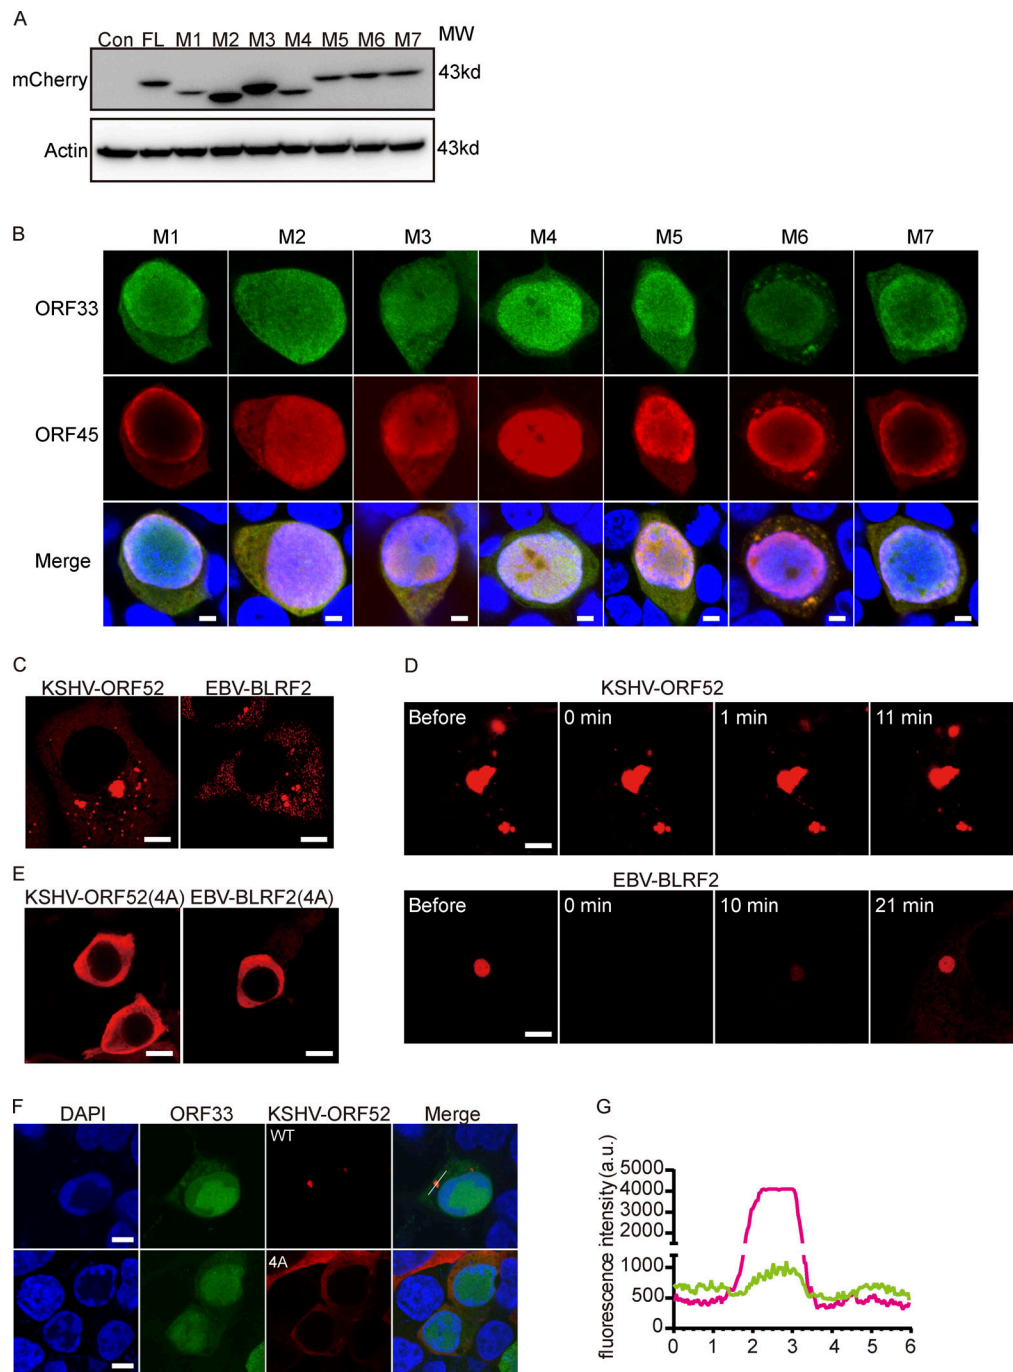 A
Con FL M1 M2 M3 M4 M5 M6 M7 MW
mCherry 43kd
Actin 43kd
B
M1 M2 M3 M4 M5 M6 M7
ORF33
ORF45
Merge
C
KSHV-ORF52 EBV-BLRF2
D
KSHV-ORF52
Before 0 min 1 min 11 min
EBV-BLRF2
Before 0 min 10 min 21 min
E
KSHV-ORF52(4A) EBV-BLRF2(4A)
F
DAPI ORF33 KSHV-ORF52 Merge
WT
4A
G
fluorescence intensity (a.u.)
5000
4000
3000
2000
1000
500
0
0 1 2 3 4 5 6